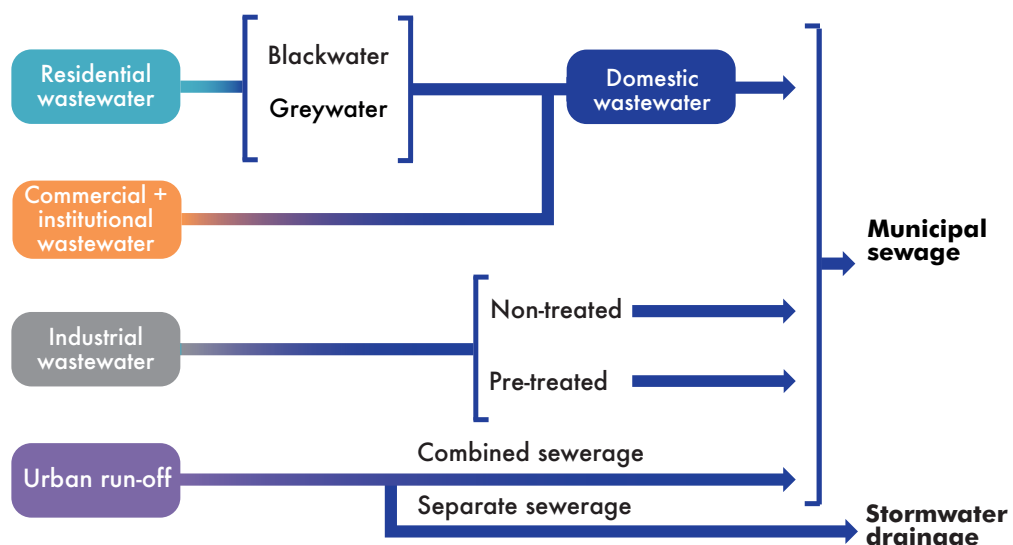 Residential
wastewater
Blackwater
Greywater
Domestic
wastewater
Commercial +
institutional
wastewater
Municipal
sewage
Industrial
wastewater
Non-treated
Pre-treated
Urban run-off
Combined sewerage
Separate sewerage
Stormwater
drainage